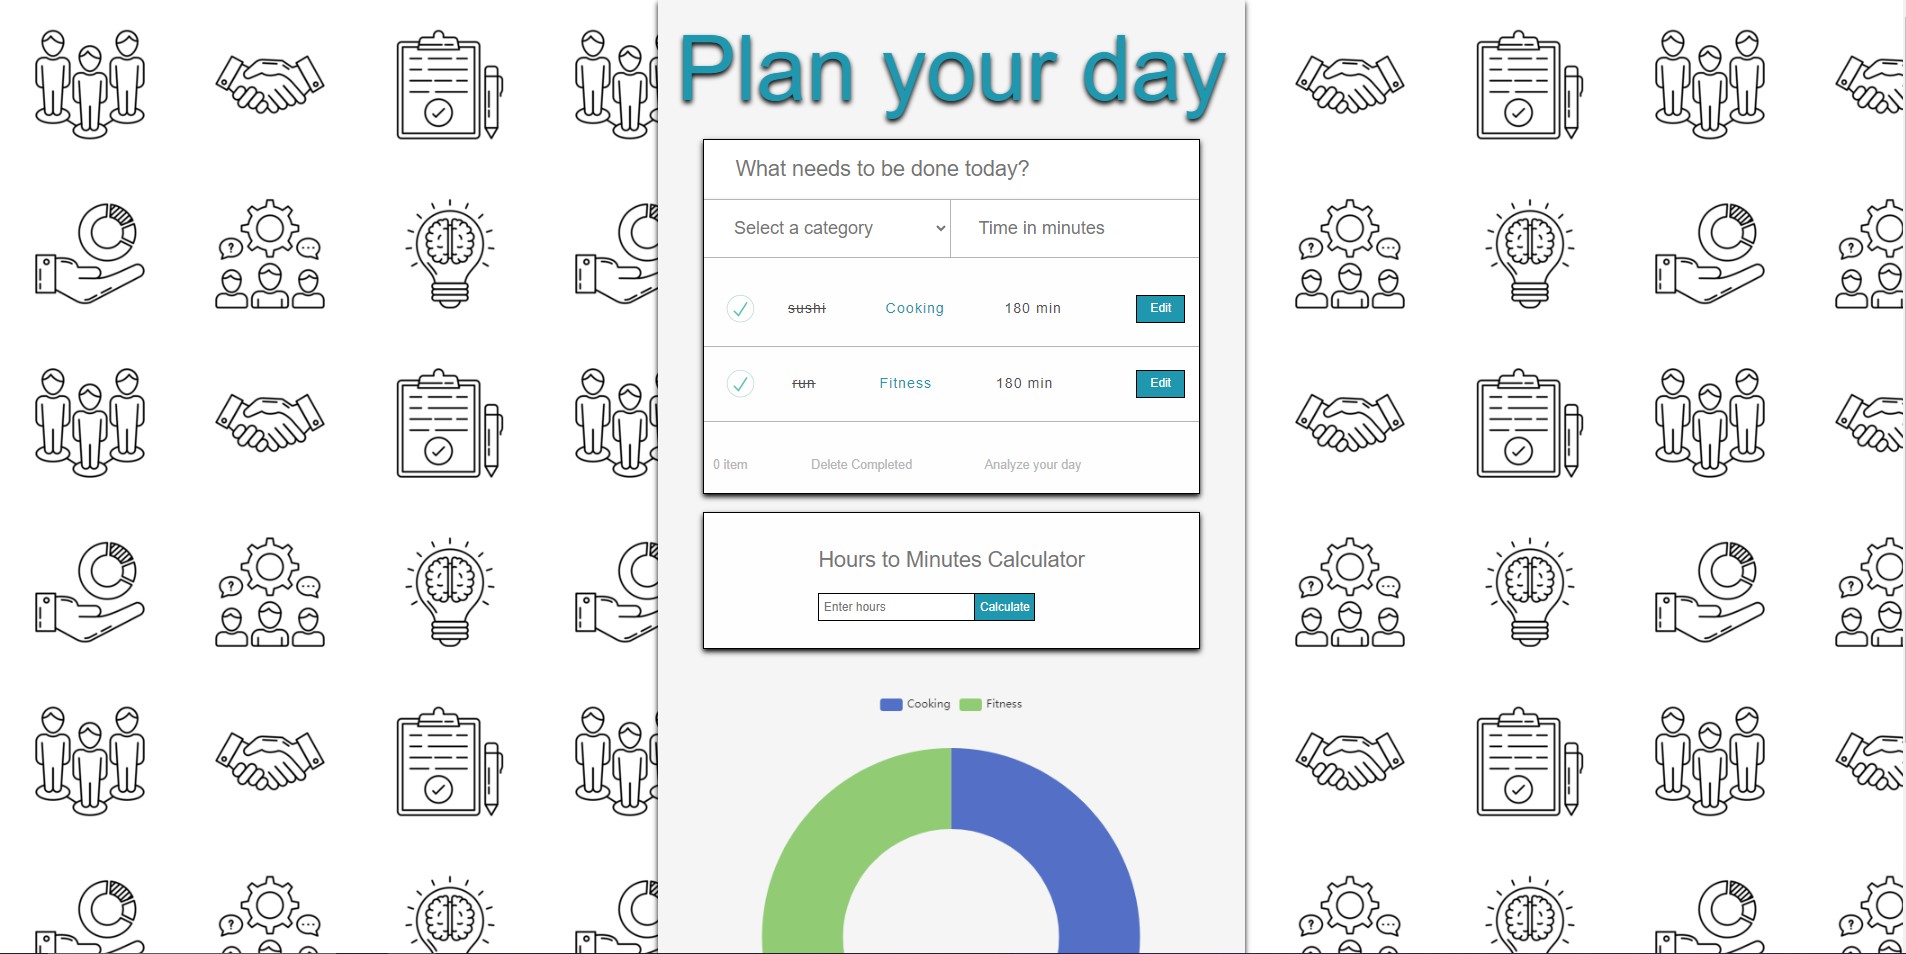 Plan your day
What needs to be done today?
Select a category Time in minutes
sushi Cooking 180 min Edit
run Fitness 180 min Edit
0 item Delete Completed Analyze your day
Hours to Minutes Calculator
Enter hours Calculate
Cooking Fitness